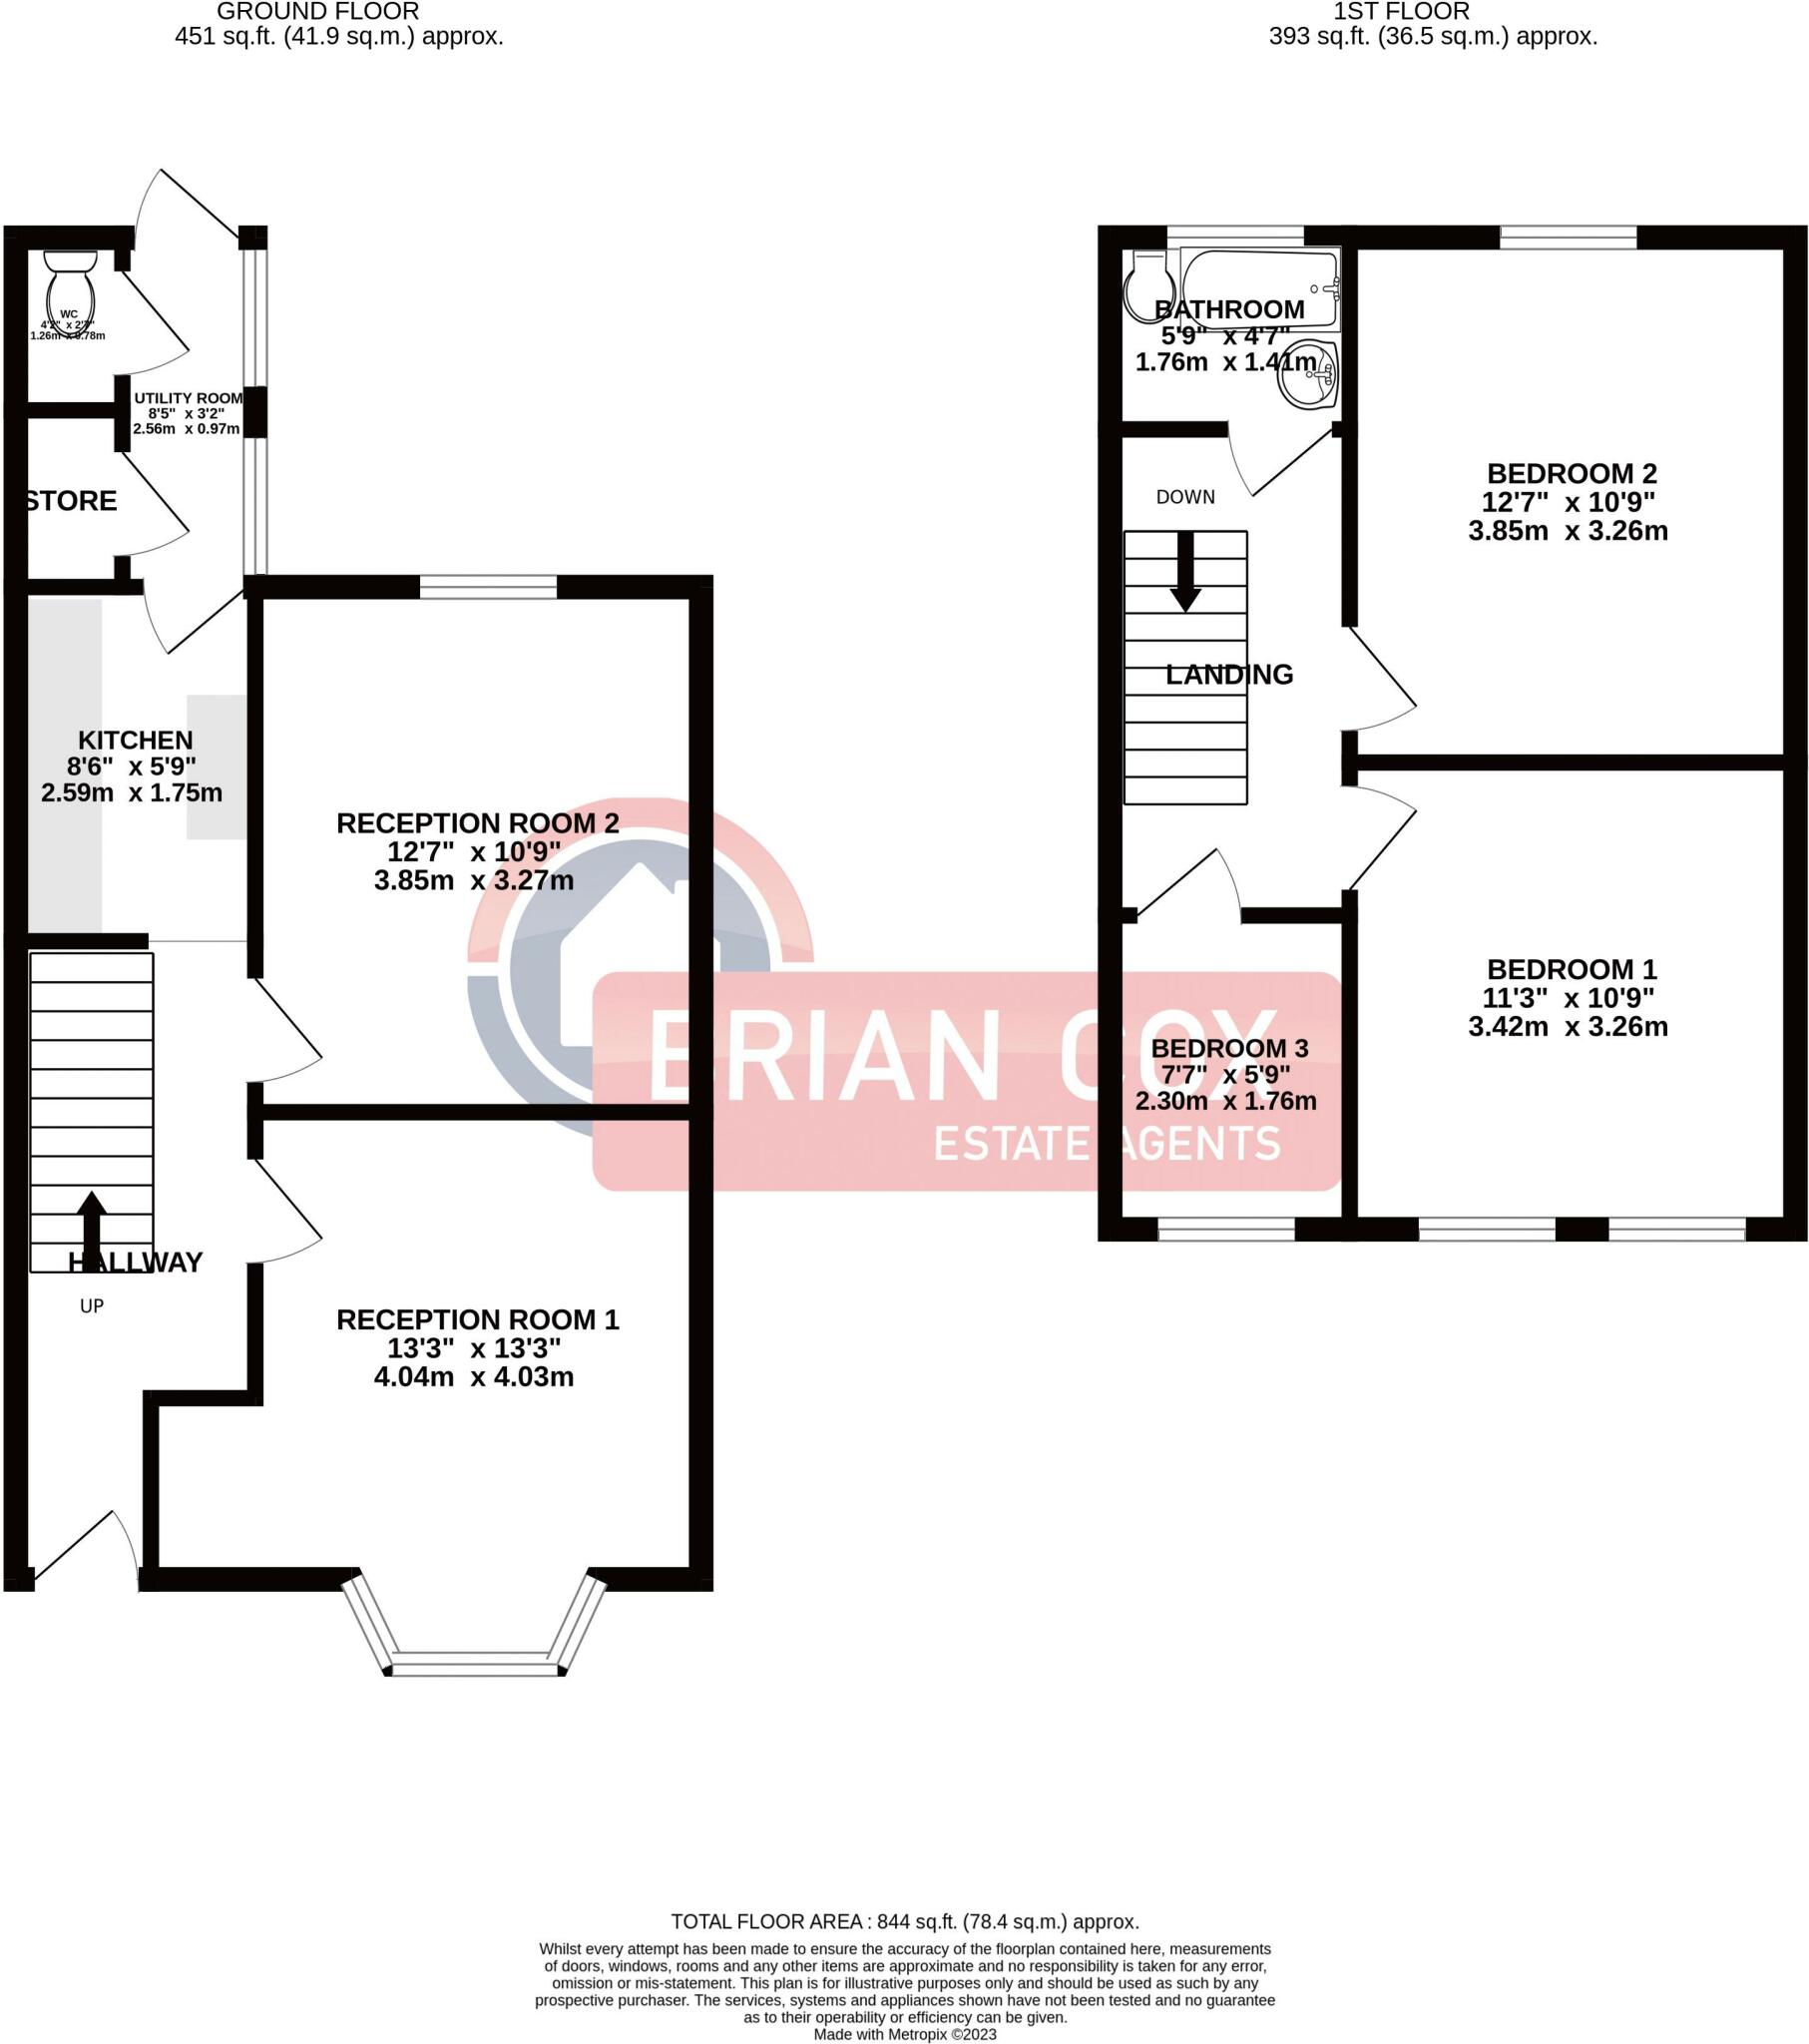 GROUND FLOOR
451 sq.ft. (41.9 sq.m.) approx.
1ST FLOOR
393 sq.ft. (36.5 sq.m.) approx.
WC
4'2" x 2'7"
1.26m x 0.78m
UTILITY ROOM
8'5" x 3'2"
2.56m x 0.97m
STORE
KITCHEN
8'6" x 5'9"
2.59m x 1.75m
RECEPTION ROOM 2
12'7" x 10'9"
3.85m x 3.27m
HALLWAY
UP
RECEPTION ROOM 1
13'3" x 13'3"
4.04m x 4.03m
BATHROOM
5'9" x 4'7"
1.76m x 1.41m
DOWN
LANDING
BEDROOM 2
12'7" x 10'9"
3.85m x 3.26m
BEDROOM 1
11'3" x 10'9"
3.42m x 3.26m
BEDROOM 3
7'7" x 5'9"
2.30m x 1.76m
BRIAN COX
ESTATE AGENTS
TOTAL FLOOR AREA : 844 sq.ft. (78.4 sq.m.) approx.
Whilst every attempt has been made to ensure the accuracy of the floorplan contained here, measurements
of doors, windows, rooms and any other items are approximate and no responsibility is taken for any error,
omission or mis-statement. This plan is for illustrative purposes only and should be used as such by any
prospective purchaser. The services, systems and appliances shown have not been tested and no guarantee
as to their operability or efficiency can be given.
Made with Metropix ©2023